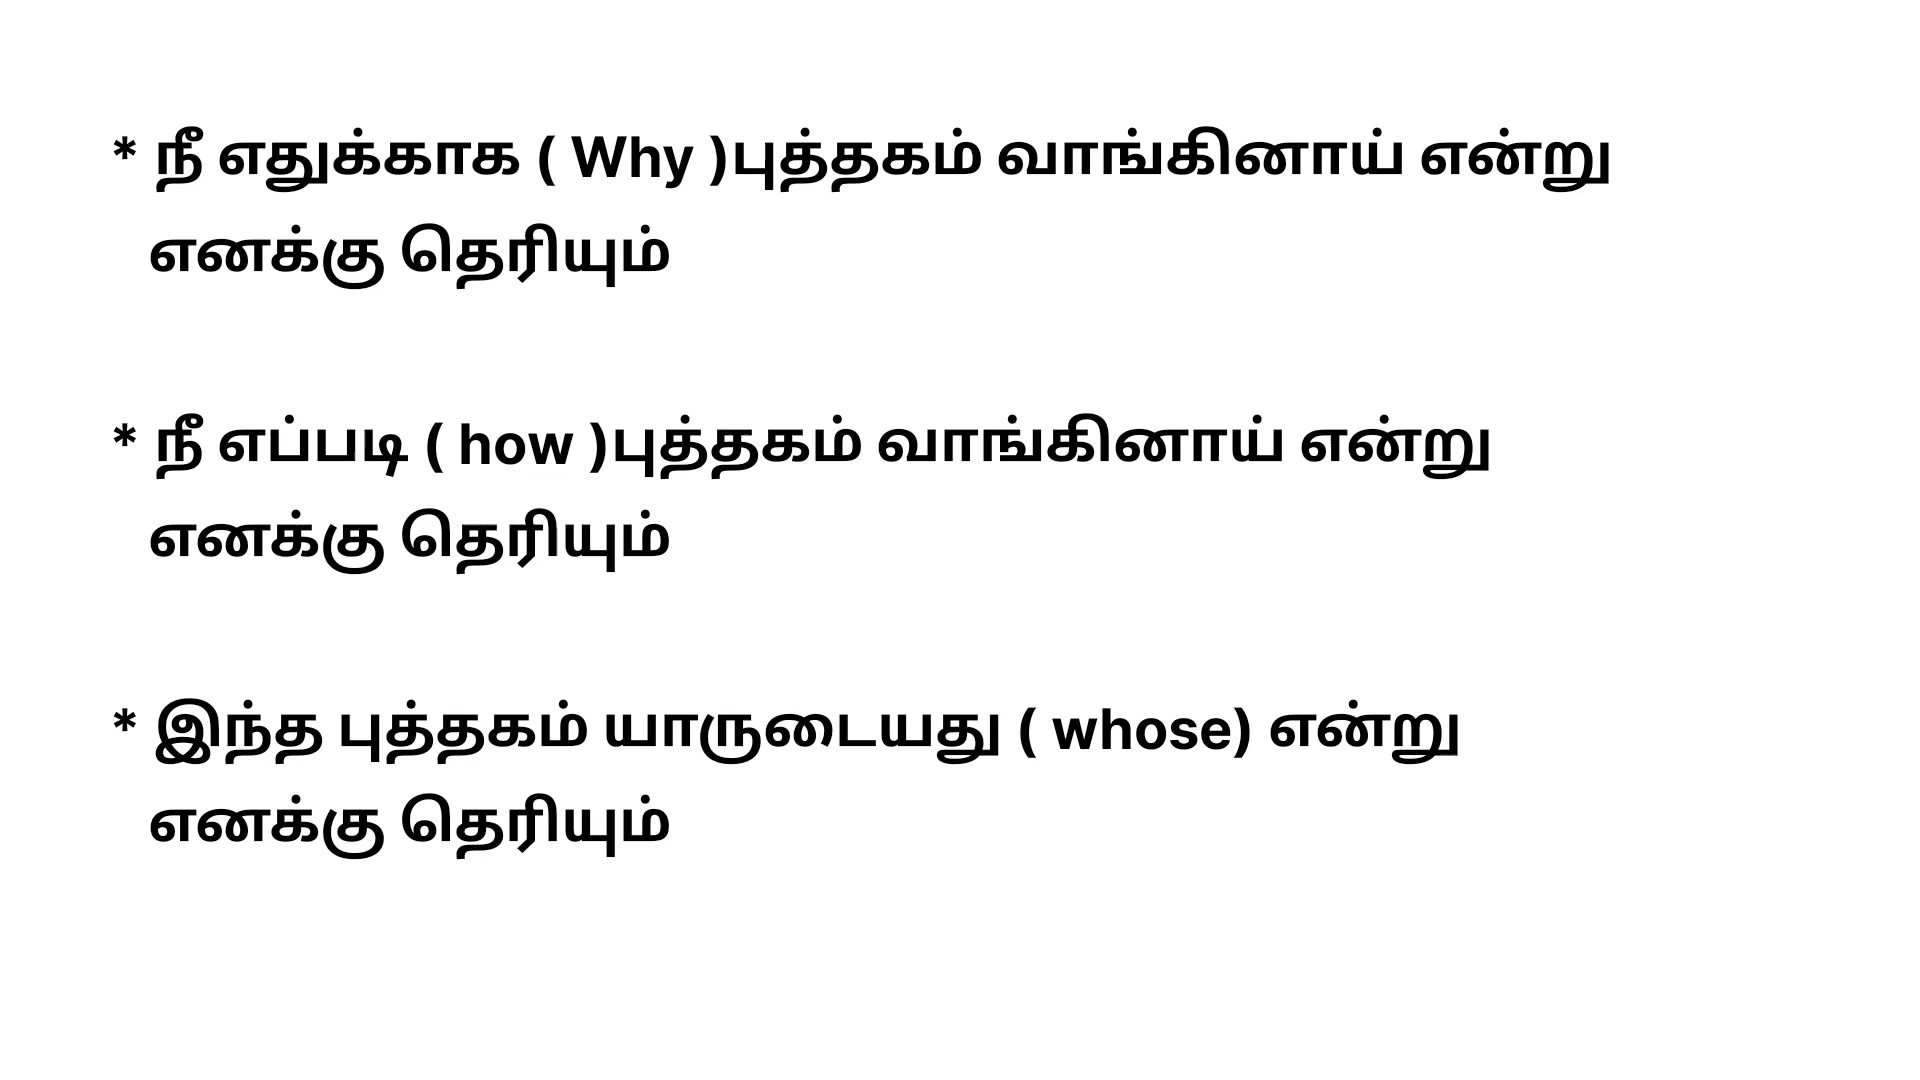 * நீ எதுக்காக ( Why )புத்தகம் வாங்கினாய் என்று
எனக்கு தெரியும்
* நீ எப்படி ( how )புத்தகம் வாங்கினாய் என்று
எனக்கு தெரியும்
* இந்த புத்தகம் யாருடையது ( whose) என்று
எனக்கு தெரியும்